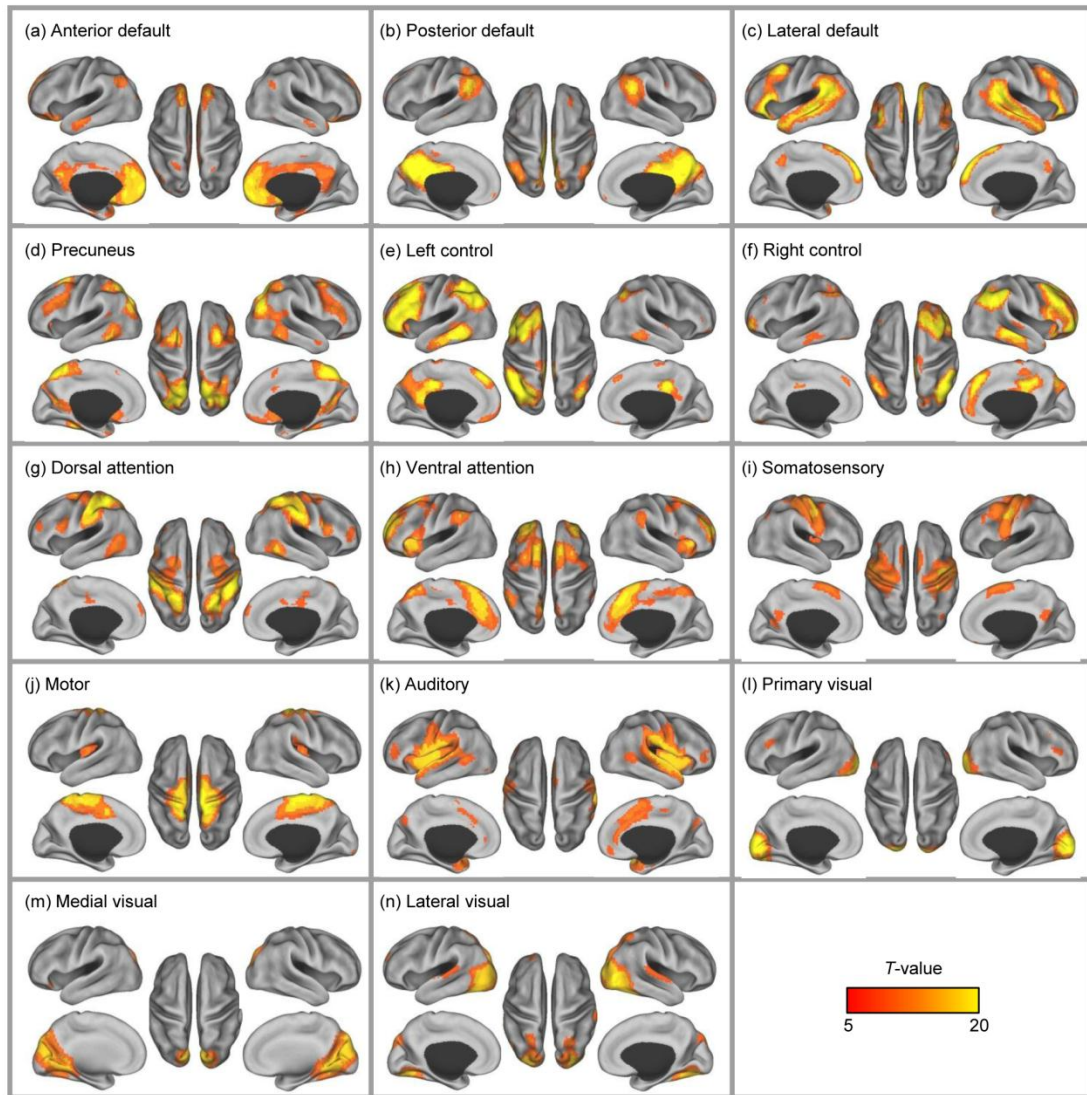 (a) Anterior default
(b) Posterior default
(c) Lateral default
(d) Precuneus
(e) Left control
(f) Right control
(g) Dorsal attention
(h) Ventral attention
(i) Somatosensory
(j) Motor
(k) Auditory
(l) Primary visual
(m) Medial visual
(n) Lateral visual
T-value
5 20